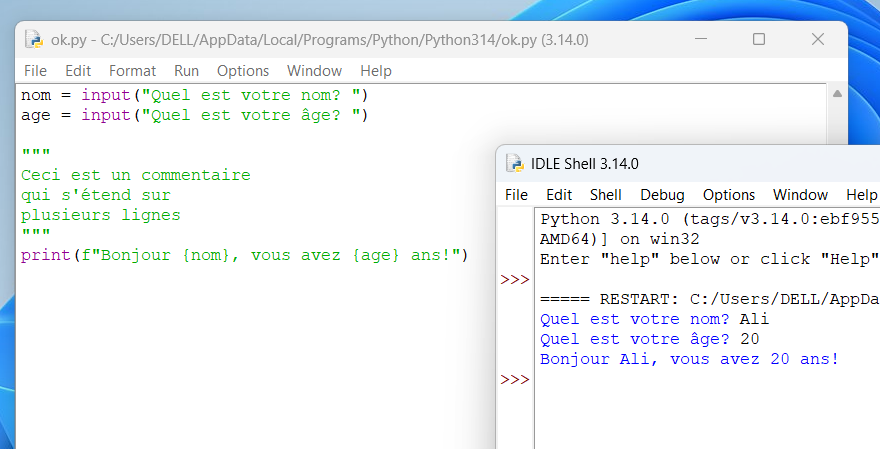 ok.py - C:/Users/DELL/AppData/Local/Programs/Python/Python314/ok.py (3.14.0)
File Edit Format Run Options Window Help
nom = input("Quel est votre nom? ")
age = input("Quel est votre âge? ")
"""
Ceci est un commentaire
qui s'étend sur
plusieurs lignes
"""
print(f"Bonjour {nom}, vous avez {age} ans!")
IDLE Shell 3.14.0
File Edit Shell Debug Options Window Help
Python 3.14.0 (tags/v3.14.0:ebf955
AMD64)] on win32
Enter "help" below or click "Help"
>>>
===== RESTART: C:/Users/DELL/AppDa
Quel est votre nom? Ali
Quel est votre âge? 20
Bonjour Ali, vous avez 20 ans!
>>>